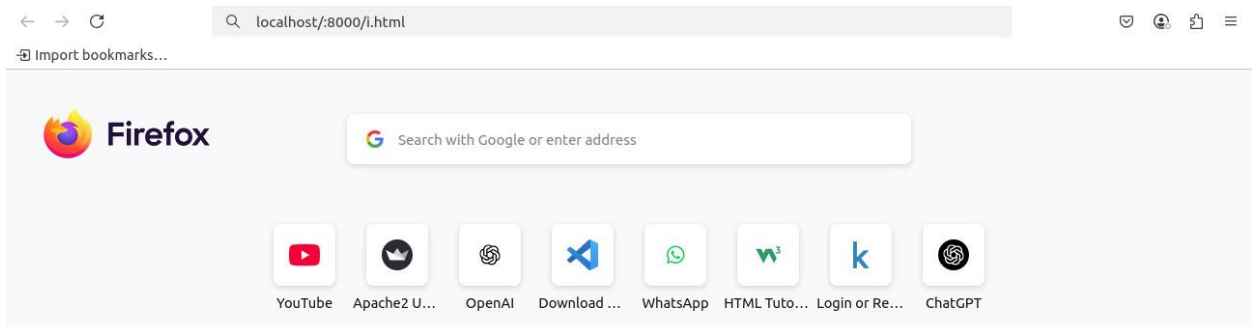 localhost/:8000/i.html
Import bookmarks...
Firefox
Search with Google or enter address
YouTube
Apache2 U...
OpenAI
Download ...
WhatsApp
HTML Tuto...
Login or Re...
ChatGPT